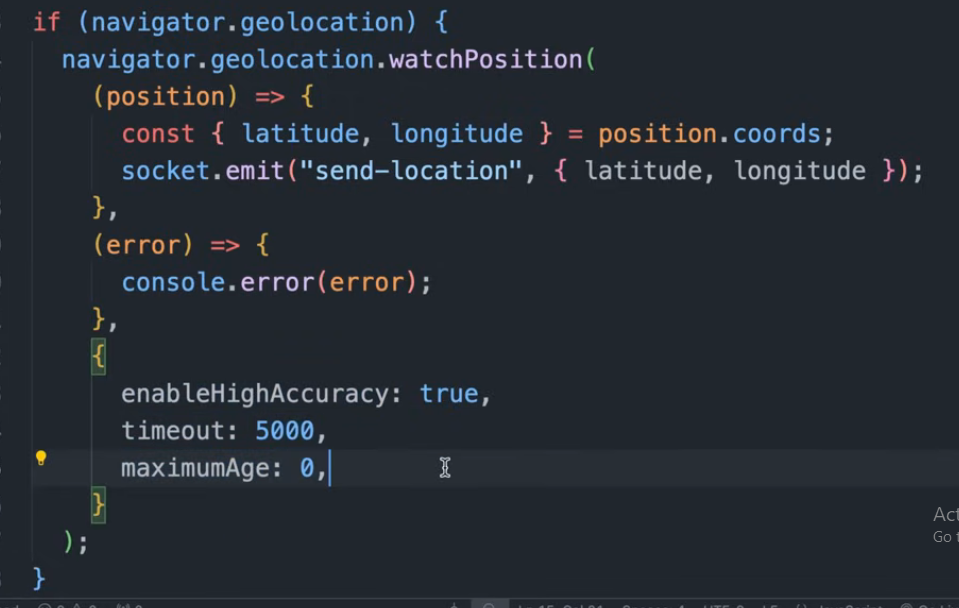 if (navigator.geolocation) {
navigator.geolocation.watchPosition(
(position) => {
const { latitude, longitude } = position.coords;
socket.emit("send-location", { latitude, longitude });
},
(error) => {
console.error(error);
},
{
enableHighAccuracy: true,
timeout: 5000,
maximumAge: 0,
}
Act
Go t
);
}